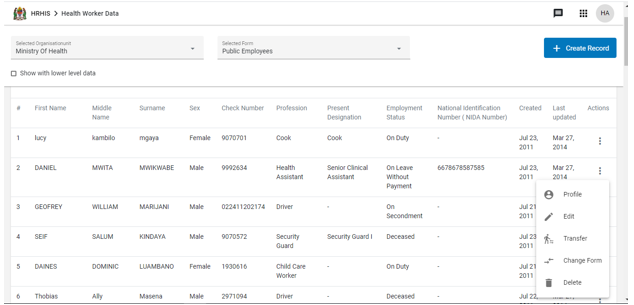 HRHIS > Health Worker Data
HA
Selected Organisationunit
Ministry Of Health
Selected Form
Public Employees
+ Create Record
Show with lower level data
# First Name Middle Name Surname Sex Check Number Profession Present Designation Employment Status National Identification Number ( NIDA Number) Created Last updated Actions
1 lucy kambilo mgaya Female 9070701 Cook Cook On Duty - Jul 23, 2011 Mar 27, 2014
2 DANIEL MWITA MWIKWABE Male 9992634 Health Assistant Senior Clinical Assistant On Leave Without Payment 6678678587585 Jul 23, 2011 Mar 27, 2014
3 GEOFREY WILLIAM MARIJANI Male 022411202174 Driver - On Secondment - Jul 21 2011
4 SEIF SALUM KINDAYA Male 9070572 Security Guard Security Guard I Deceased - Jul 23 2011
5 DAINES DOMINIC LUAMBANO Female 1930616 Child Care Worker - On Duty - Jul 21 2011
6 Thobias Ally Masena Male 2971094 Driver - Deceased - Jul 22
Profile
Edit
Transfer
Change Form
Delete